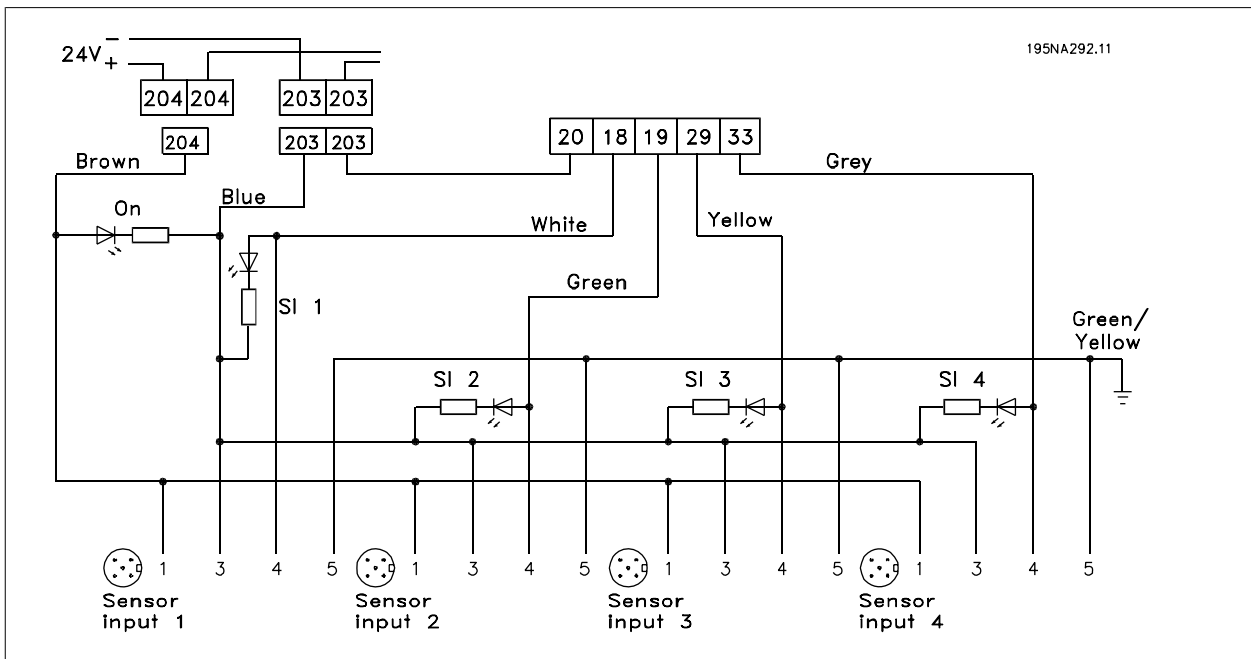 195NA292.11
24V - +
204 204 203 203
204 203 203
20 18 19 29 33
Brown
Grey
Blue
On
White
Yellow
Green
SI 1
Green/
Yellow
SI 2
SI 3
SI 4
1 3 4 5 1 3 4 5 1 3 4 5 1 3 4 5
Sensor
input 1
Sensor
input 2
Sensor
input 3
Sensor
input 4